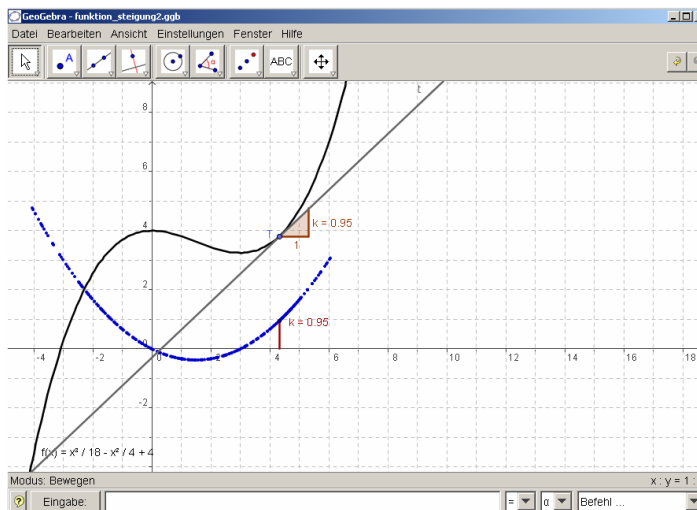 GeoGebra - funktion_steigung2.ggb
Datei Bearbeiten Ansicht Einstellungen Fenster Hilfe
A
α
ABC
t
8
6
4
T
k = 0.95
1
2
k = 0.95
-4 -2 0 2 4 6 8 10 12 14 16 18
-2
f(x) = x² / 18 - x² / 4 + 4
Modus: Bewegen
x : y = 1 :
? Eingabe: = α Befehl ...